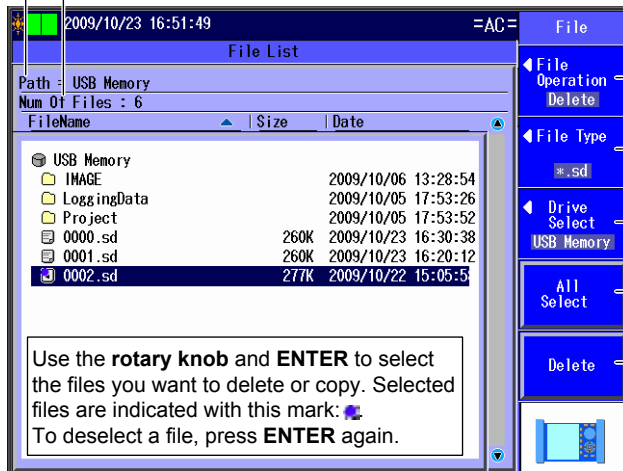 2009/10/23 16:51:49
=AC=
File List
Path = USB Memory
Num Of Files : 6
FileName Size Date
USB Memory
IMAGE 2009/10/06 13:28:54
LoggingData 2009/10/05 17:53:26
Project 2009/10/05 17:53:52
0000.sd 260K 2009/10/23 16:30:38
0001.sd 260K 2009/10/23 16:20:12
0002.sd 277K 2009/10/22 15:05:5
Use the rotary knob and ENTER to select
the files you want to delete or copy. Selected
files are indicated with this mark:
To deselect a file, press ENTER again.
File
File
Operation
Delete
File Type
*.sd
Drive
Select
USB Memory
All
Select
Delete